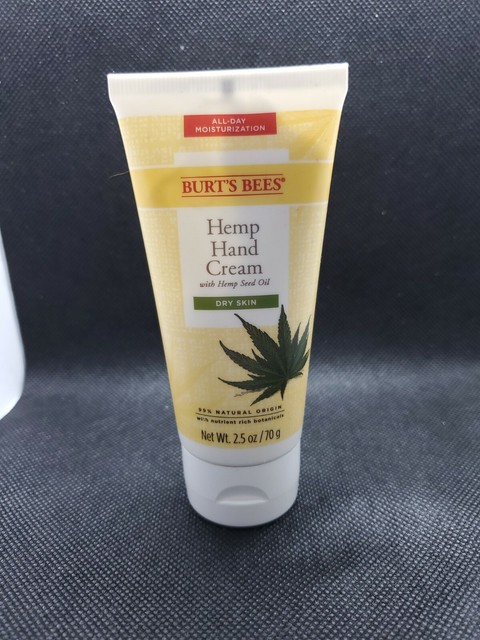 ALL-DAY
MOISTURIZATION
BURT'S BEES®
Hemp
Hand
Cream
with Hemp Seed Oil
DRY SKIN
99% NATURAL ORIGIN
with nutrient rich botanicals
Net Wt. 2.5 oz / 70 g